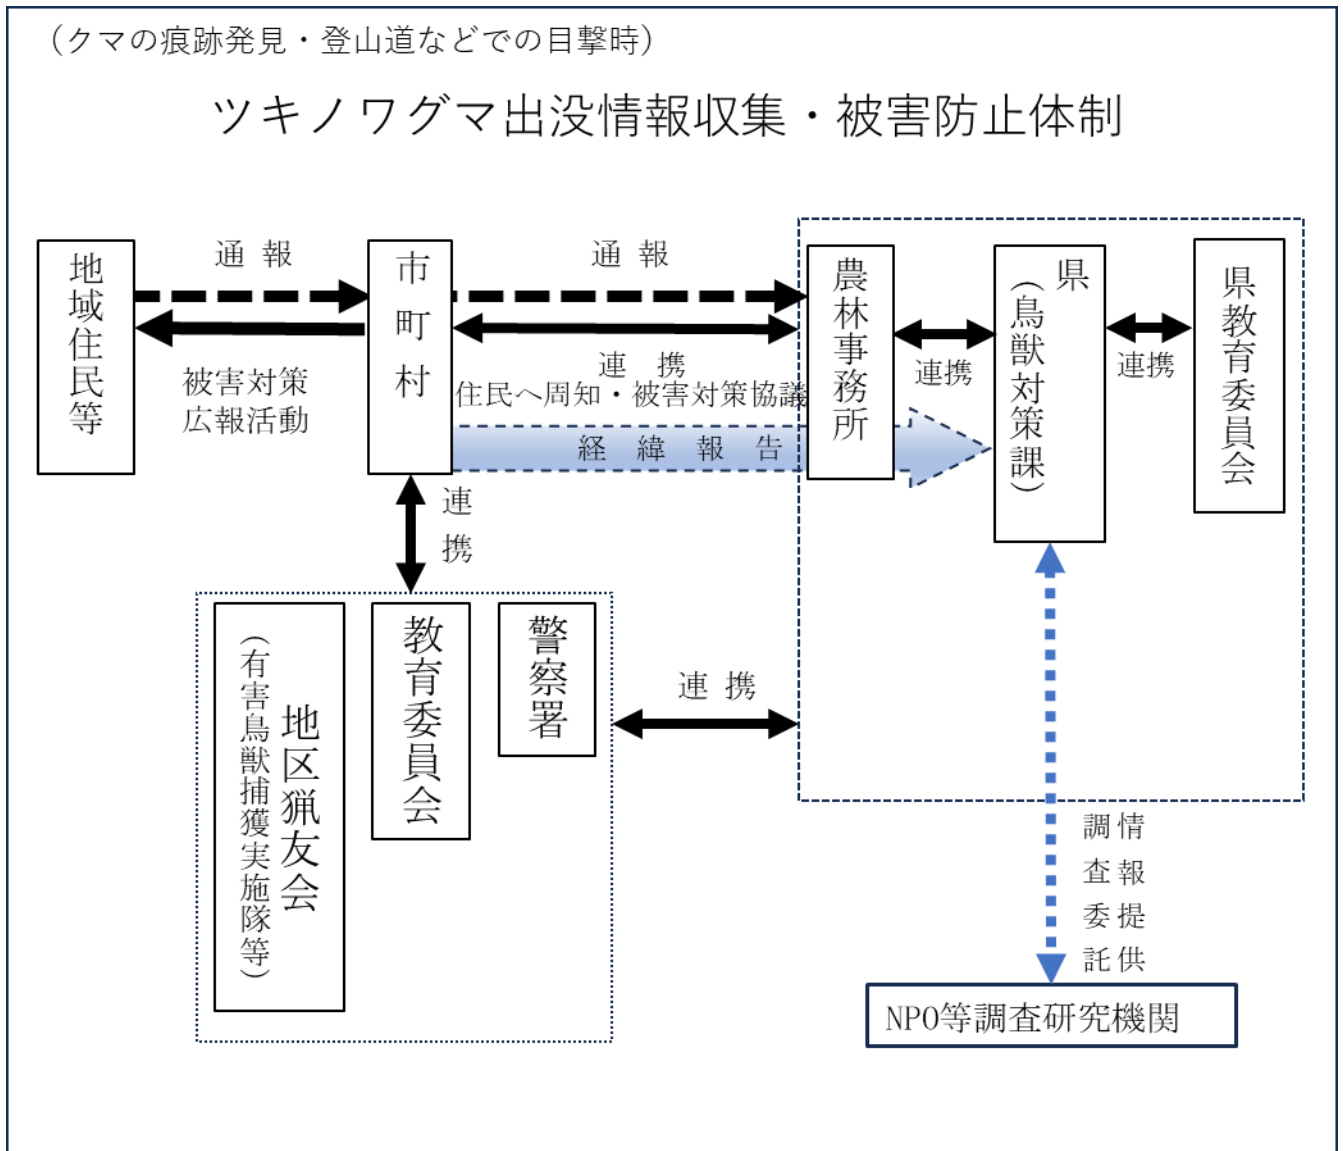 （クマの痕跡発見・登山道などでの目撃時）
ツキノワグマ出没情報収集・被害防止体制
地域住民等
通報
被害対策
広報活動
市町村
通報
連携
住民へ周知・被害対策協議
経緯報告
農林事務所
連携
県
（鳥獣対策課）
連携
県教育委員会
連携
地区猟友会
（有害鳥獣捕獲実施隊等）
教育委員会
警察署
連携
情報提供
調査委託
NPO等調査研究機関